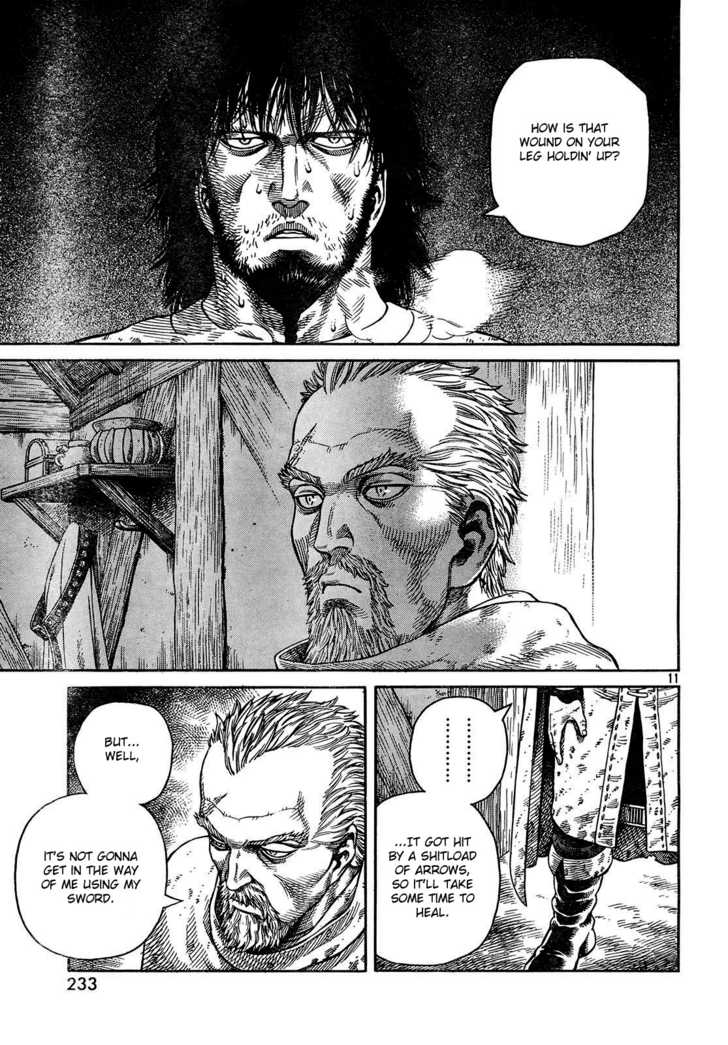 HOW IS THAT
WOUND ON YOUR
LEG HOLDIN' UP?
11
...IT GOT HIT
BY A SHITLOAD
OF ARROWS,
SO IT'LL TAKE
SOME TIME TO
HEAL.
BUT...
WELL,
IT'S NOT GONNA
GET IN THE WAY
OF ME USING MY
SWORD.
233